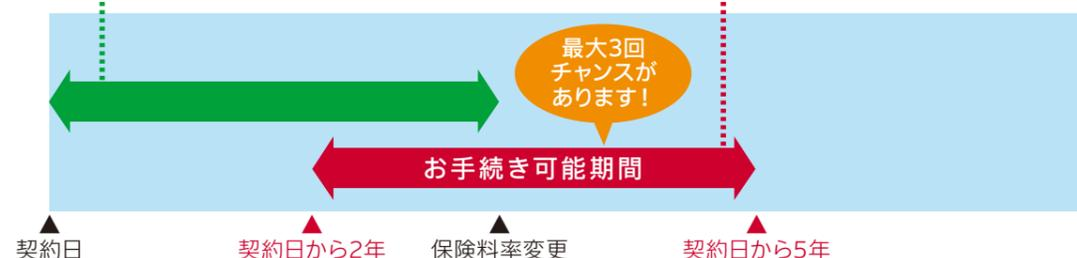 最大3回
チャンスが
あります！
お手続き可能期間
契約日
契約日から2年
保険料率変更
契約日から5年